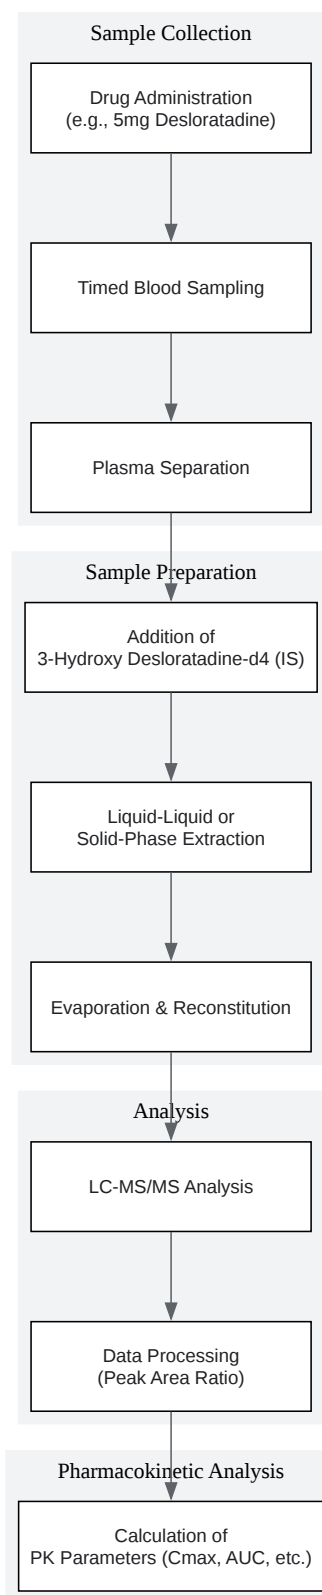 Sample Collection
Drug Administration
(e.g., 5mg Desloratadine)
Timed Blood Sampling
Plasma Separation
Sample Preparation
Addition of
3-Hydroxy Desloratadine-d4 (IS)
Liquid-Liquid or
Solid-Phase Extraction
Evaporation & Reconstitution
Analysis
LC-MS/MS Analysis
Data Processing
(Peak Area Ratio)
Pharmacokinetic Analysis
Calculation of
PK Parameters (Cmax, AUC, etc.)